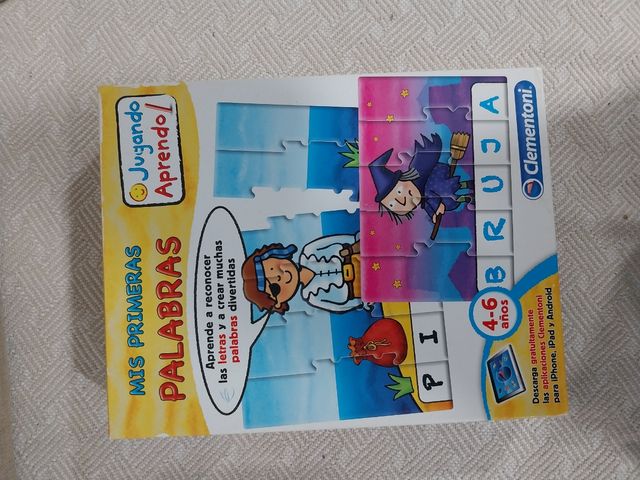 MIS PRIMERAS
PALABRAS
Jugando
Aprendo!
Aprende a reconocer
las letras y a crear muchas
palabras divertidas
P I
B R U J A
4-6
años
Descarga gratuitamente
las aplicaciones Clementoni
para iPhone, iPad y Android
Clementoni